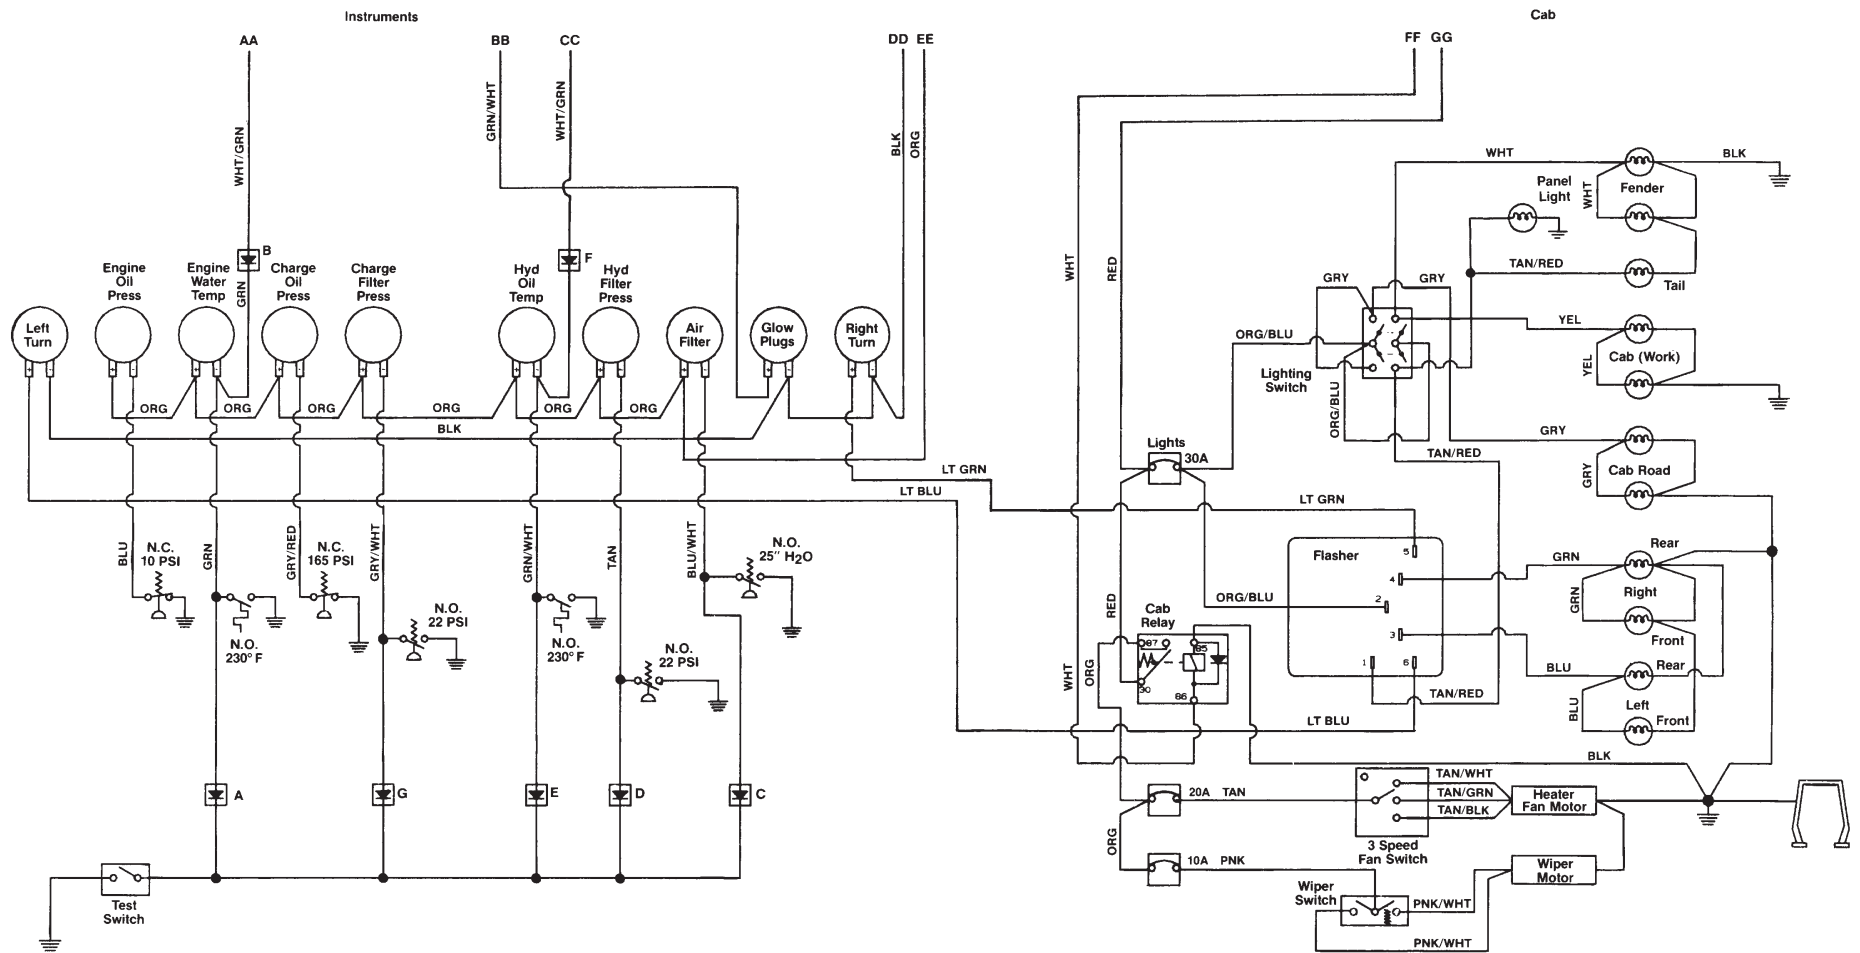 Instruments
Cab
AA
BB
CC
DD
EE
FF
GG
WHT/GRN
GRN/WHT
WHT/GRN
BLK
ORG
B
F
GRN
Engine
Oil
Press
Engine
Water
Temp
Charge
Oil
Press
Charge
Filter
Press
Hyd
Oil
Temp
Hyd
Filter
Press
Left
Turn
Air
Filter
Glow
Plugs
Right
Turn
+ -
+ -
+ -
+ -
+ -
+ -
+ -
+ -
+ -
+ -
ORG
ORG
ORG
ORG
ORG
ORG
BLK
LT GRN
LT BLU
BLU
N.C.
10 PSI
GRN
N.O.
230° F
GRY/RED
N.C.
165 PSI
GRY/WHT
N.O.
22 PSI
GRN/WHT
N.O.
230° F
TAN
N.O.
22 PSI
BLU/WHT
N.O.
25" H2O
A
G
E
D
C
Test
Switch
WHT
RED
WHT
BLK
Panel
Light
WHT
Fender
TAN/RED
Tail
GRY
GRY
ORG/BLU
Lighting
Switch
ORG/BLU
YEL
YEL
Cab (Work)
GRY
GRY
Cab Road
TAN/RED
Lights
30A
LT GRN
Flasher
5
4
2
3
1
6
ORG/BLU
RED
Cab
Relay
87
85
30
86
WHT
ORG
GRN
GRN
Rear
Right
Front
BLU
BLU
Rear
Left
Front
TAN/RED
LT BLU
BLK
20A TAN
TAN/WHT
TAN/GRN
TAN/BLK
3 Speed
Fan Switch
Heater
Fan Motor
ORG
10A PNK
Wiper
Switch
PNK/WHT
PNK/WHT
Wiper
Motor